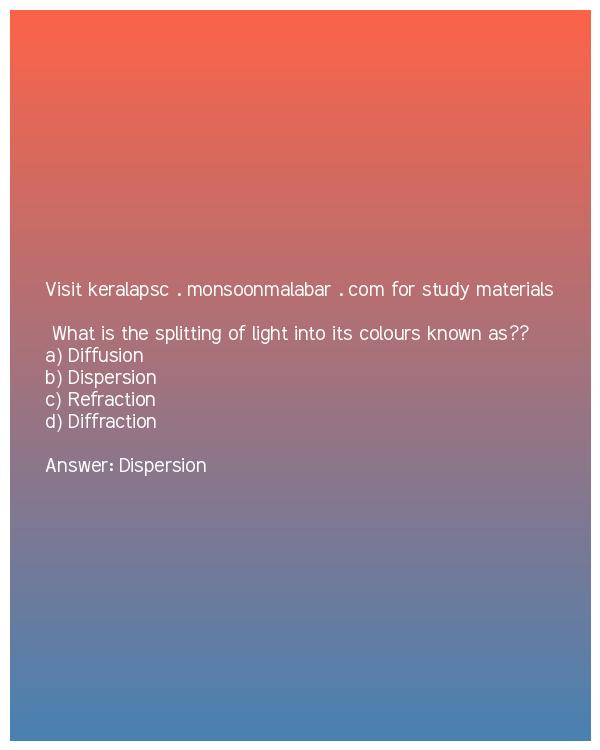 Visit keralapsc . monsoonmalabar . com for study materials
What is the splitting of light into its colours known as??
a) Diffusion
b) Dispersion
c) Refraction
d) Diffraction
Answer: Dispersion